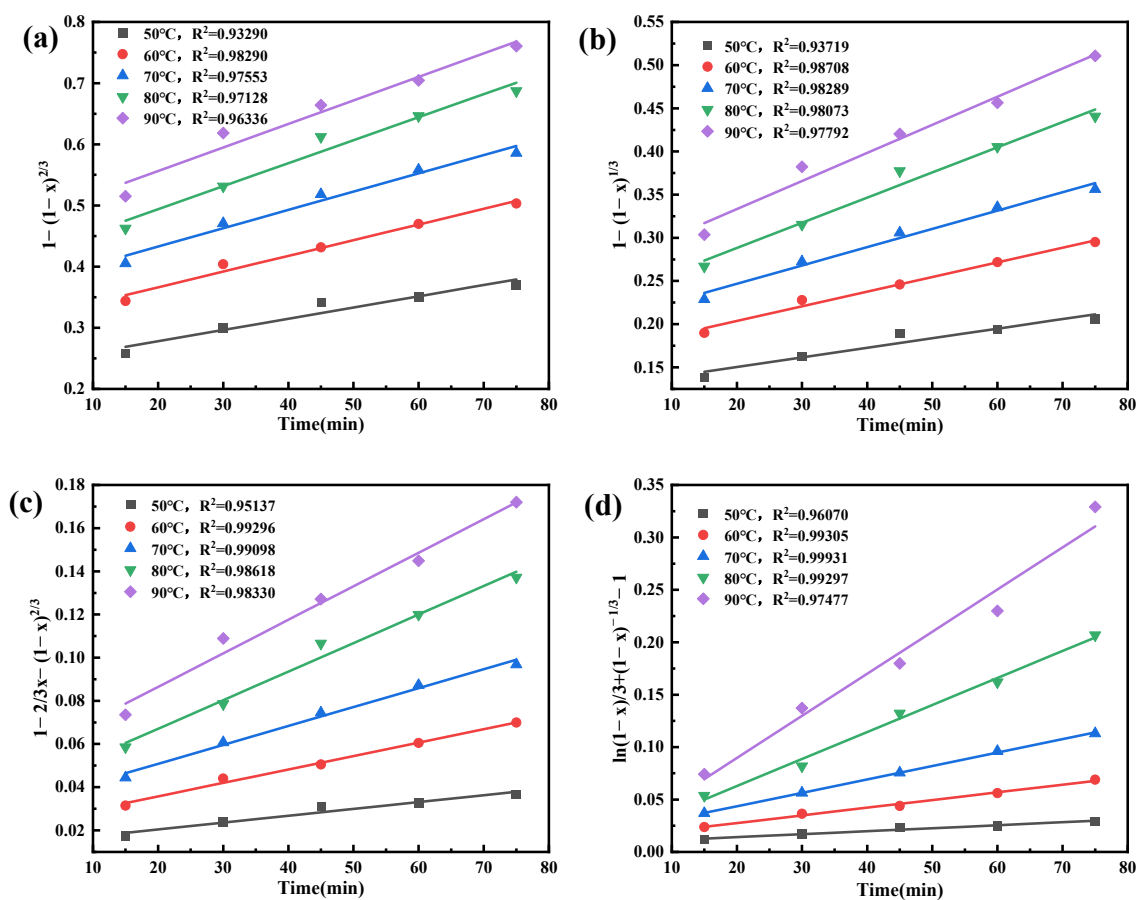 (a)
50℃, R²=0.93290
60℃, R²=0.98290
70℃, R²=0.97553
80℃, R²=0.97128
90℃, R²=0.96336
0.8
0.7
0.6
0.5
0.4
0.3
0.2
1− (1− x)^2/3
10 20 30 40 50 60 70 80
Time(min)
(b)
50℃, R²=0.93719
60℃, R²=0.98708
70℃, R²=0.98289
80℃, R²=0.98073
90℃, R²=0.97792
0.55
0.50
0.45
0.40
0.35
0.30
0.25
0.20
0.15
1− (1− x)^1/3
10 20 30 40 50 60 70 80
Time(min)
(c)
50℃, R²=0.95137
60℃, R²=0.99296
70℃, R²=0.99098
80℃, R²=0.98618
90℃, R²=0.98330
0.18
0.16
0.14
0.12
0.10
0.08
0.06
0.04
0.02
1− 2/3x− (1− x)^2/3
10 20 30 40 50 60 70 80
Time(min)
(d)
50℃, R²=0.96070
60℃, R²=0.99305
70℃, R²=0.99931
80℃, R²=0.99297
90℃, R²=0.97477
0.35
0.30
0.25
0.20
0.15
0.10
0.05
0.00
ln(1− x)/3+(1− x)^−1/3− 1
10 20 30 40 50 60 70 80
Time(min)